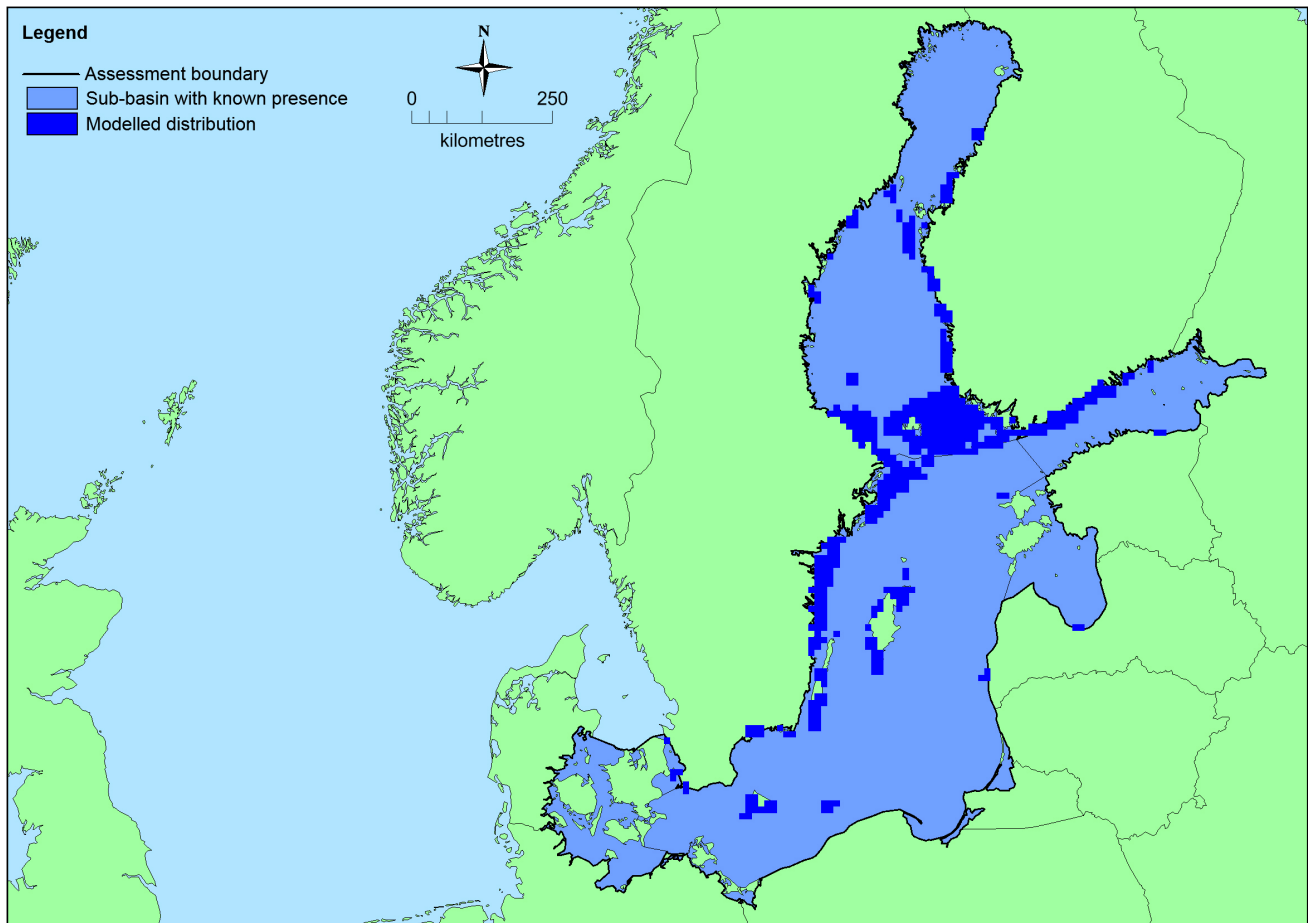 Legend
Assessment boundary
Sub-basin with known presence
Modelled distribution
N
0 250
kilometres